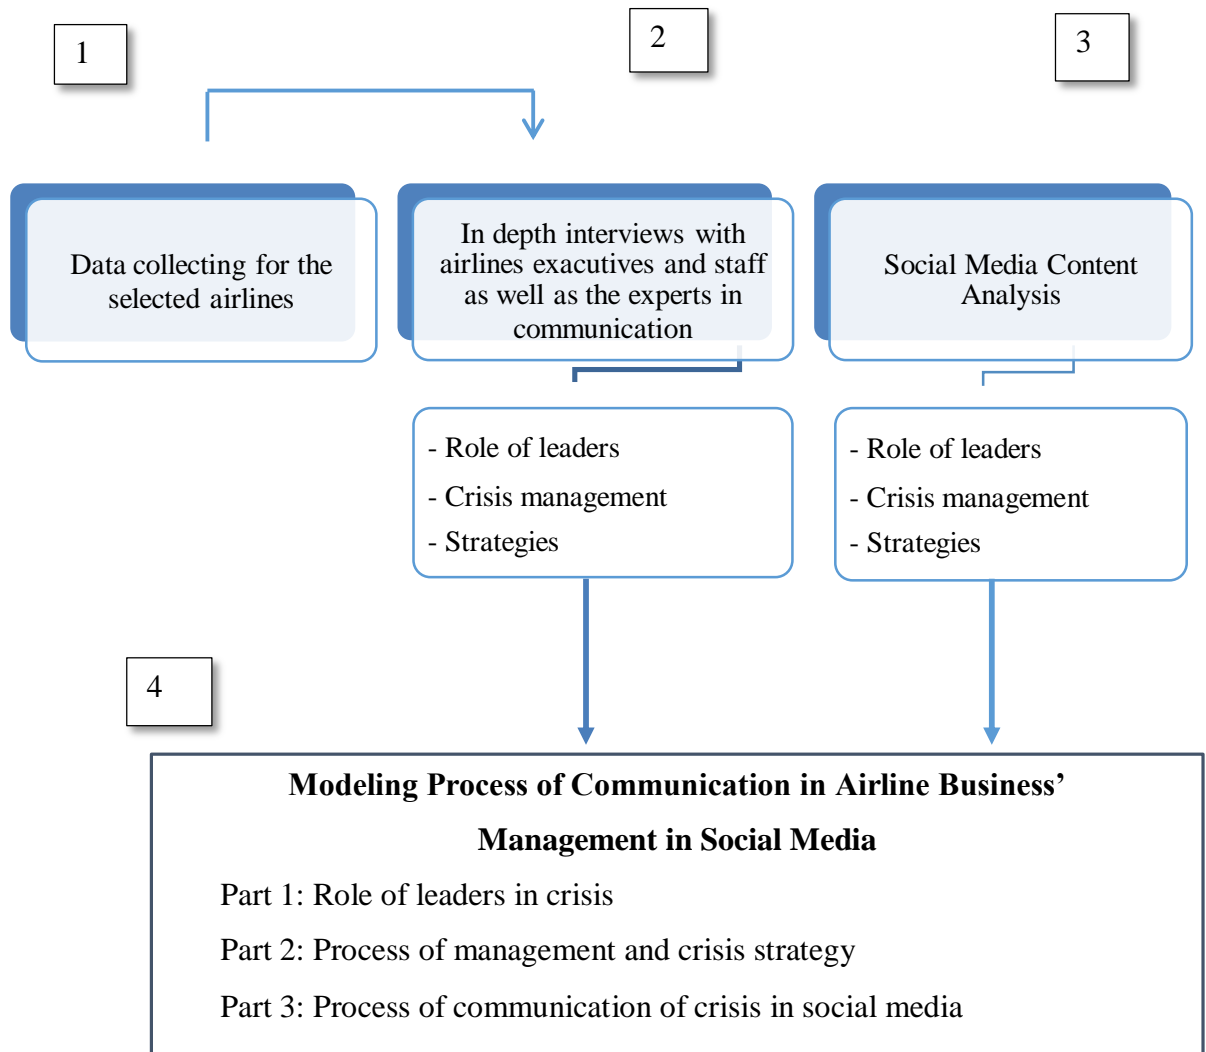 1
2
3
Data collecting for the
selected airlines
In depth interviews with
airlines exacutives and staff
as well as the experts in
communication
Social Media Content
Analysis
- Role of leaders
- Crisis management
- Strategies
- Role of leaders
- Crisis management
- Strategies
4
Modeling Process of Communication in Airline Business’
Management in Social Media
Part 1: Role of leaders in crisis
Part 2: Process of management and crisis strategy
Part 3: Process of communication of crisis in social media